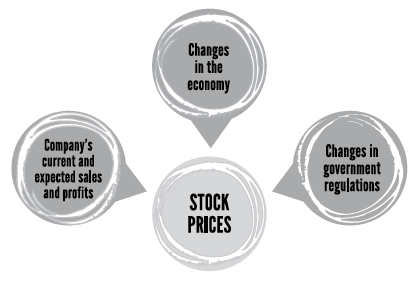 Changes
in the
economy
Company's
current and
expected sales
and profits
STOCK
PRICES
Changes in
government
regulations